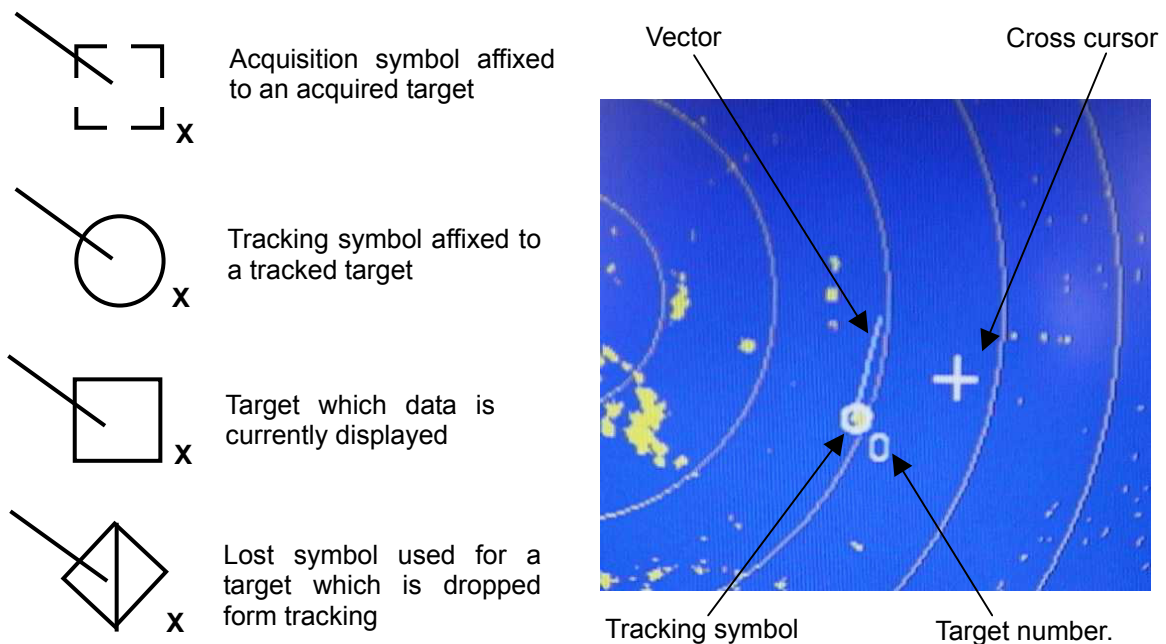 Acquisition symbol affixed
to an acquired target
X
Tracking symbol affixed to
a tracked target
X
Target which data is
currently displayed
X
Lost symbol used for a
target which is dropped
form tracking
X
Vector
Cross cursor
0
Tracking symbol
Target number.